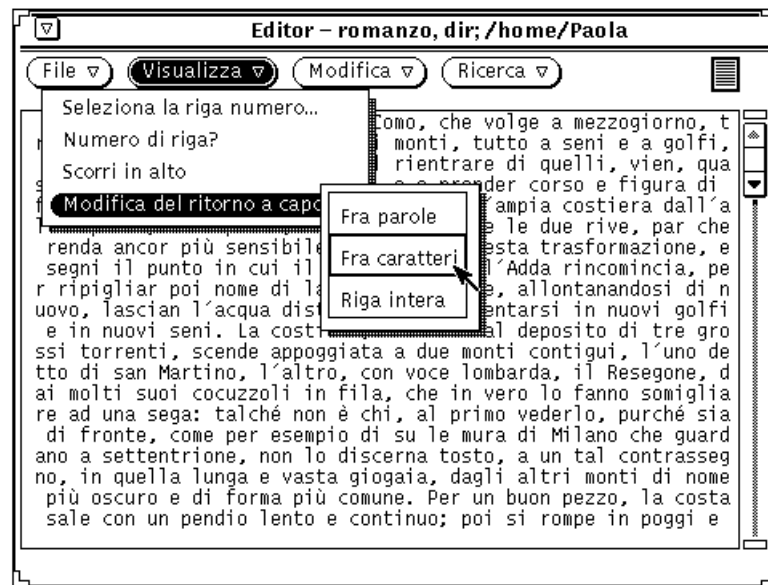 Editor – romanzo, dir; /home/Paola
File Visualizza Modifica Ricerca
Seleziona la riga numero...
Numero di riga?
Scorri in alto
Modifica del ritorno a capo
Fra parole
Fra caratteri
Riga intera
Como, che volge a mezzogiorno, t
monti, tutto a seni e a golfi,
rientrare di quelli, vien, qua
prender corso e figura di
ampia costiera dall´a
e le due rive, par che
renda ancor più sensibile esta trasformazione, e
segni il punto in cui il l´Adda rincomincia, pe
r ripigliar poi nome di la e, allontanandosi di n
uovo, lascian l´acqua dist entarsi in nuovi golfi
e in nuovi seni. La costi al deposito di tre gro
ssi torrenti, scende appoggiata a due monti contigui, l´uno de
tto di san Martino, l´altro, con voce lombarda, il Resegone, d
ai molti suoi cocuzzoli in fila, che in vero lo fanno somiglia
re ad una sega: talché non è chi, al primo vederlo, purché sia
di fronte, come per esempio di su le mura di Milano che guard
ano a settentrione, non lo discerna tosto, a un tal contrasseg
no, in quella lunga e vasta giogaia, dagli altri monti di nome
più oscuro e di forma più comune. Per un buon pezzo, la costa
sale con un pendio lento e continuo; poi si rompe in poggi e